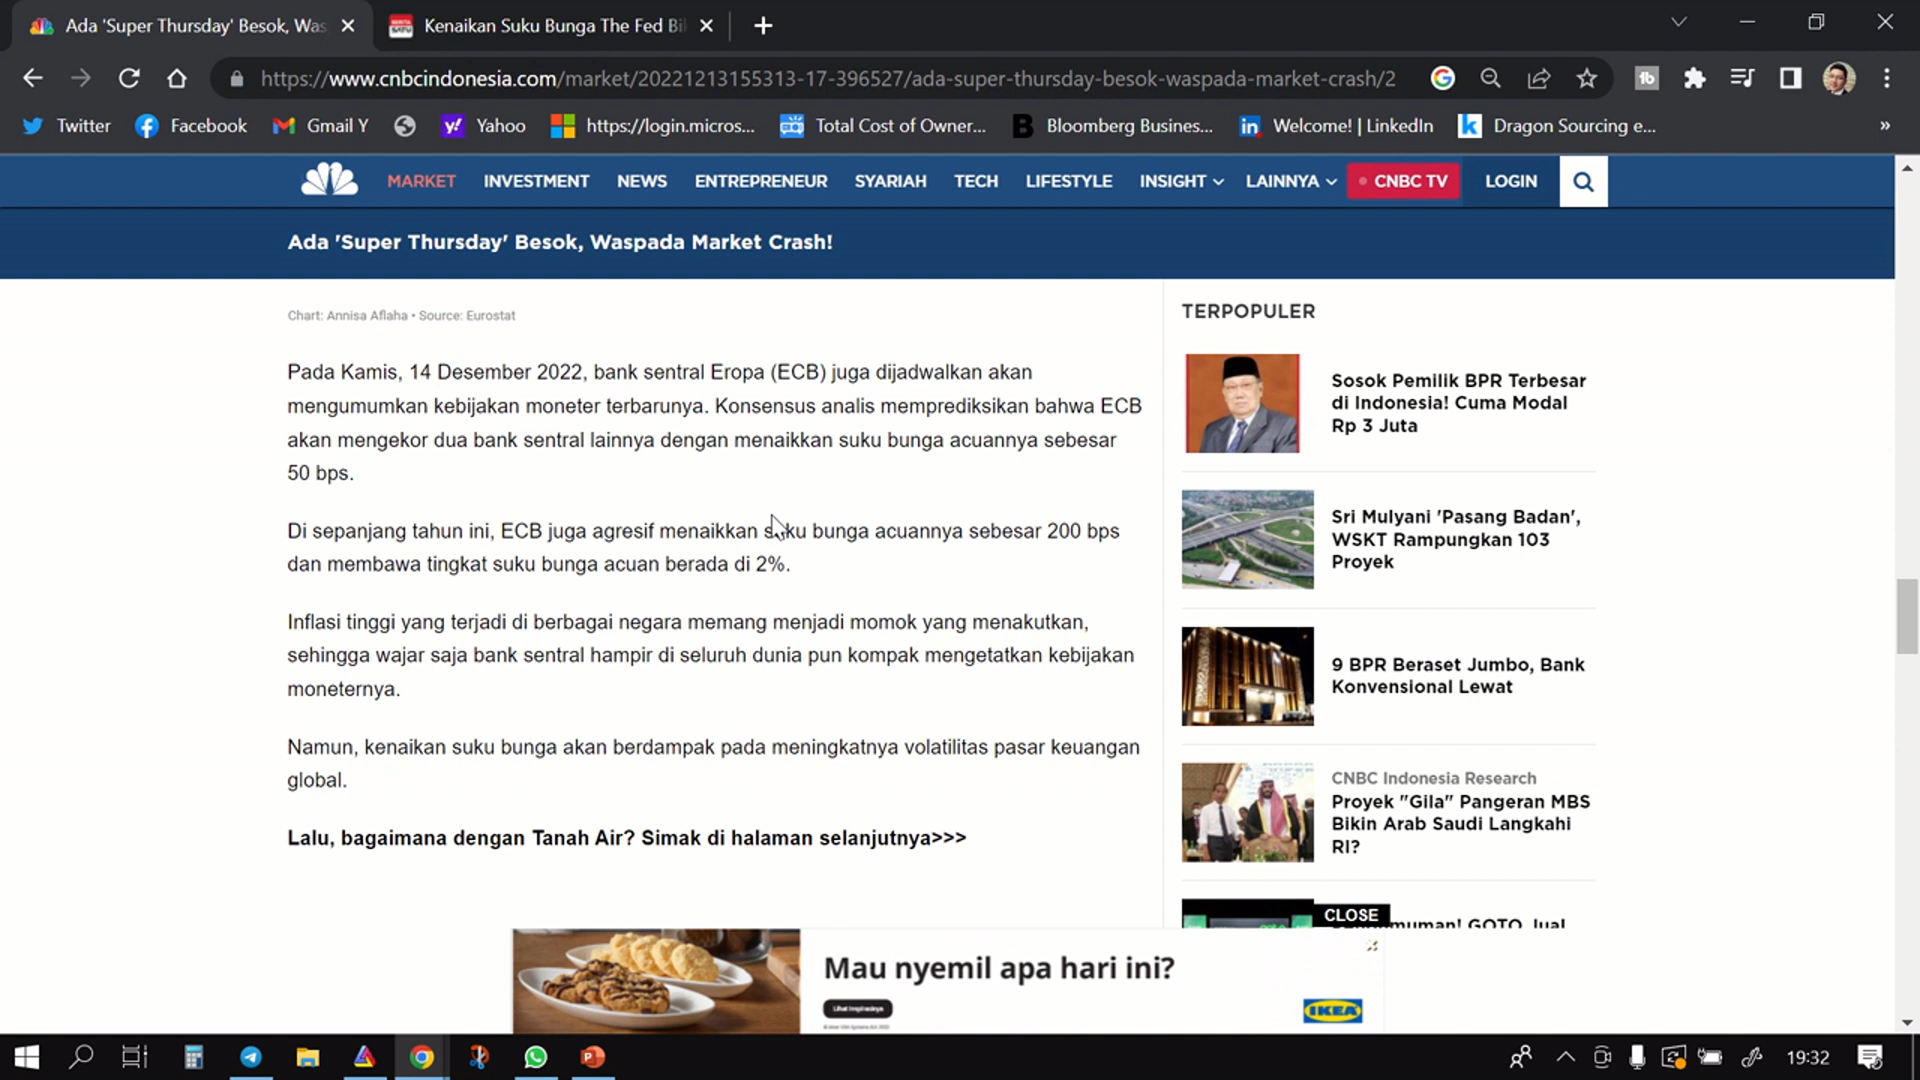 Ada 'Super Thursday' Besok, Was
Kenaikan Suku Bunga The Fed Bi
https://www.cnbcindonesia.com/market/20221213155313-17-396527/ada-super-thursday-besok-waspada-market-crash/2
Twitter
Facebook
Gmail Y
Yahoo
https://login.micros...
Total Cost of Owner...
Bloomberg Busines...
Welcome! | LinkedIn
Dragon Sourcing e...
»
MARKET
INVESTMENT
NEWS
ENTREPRENEUR
SYARIAH
TECH
LIFESTYLE
INSIGHT
LAINNYA
CNBC TV
LOGIN
Ada 'Super Thursday' Besok, Waspada Market Crash!
Chart: Annisa Aflaha • Source: Eurostat
Pada Kamis, 14 Desember 2022, bank sentral Eropa (ECB) juga dijadwalkan akan
mengumumkan kebijakan moneter terbarunya. Konsensus analis memprediksikan bahwa ECB
akan mengekor dua bank sentral lainnya dengan menaikkan suku bunga acuannya sebesar
50 bps.
Di sepanjang tahun ini, ECB juga agresif menaikkan suku bunga acuannya sebesar 200 bps
dan membawa tingkat suku bunga acuan berada di 2%.
Inflasi tinggi yang terjadi di berbagai negara memang menjadi momok yang menakutkan,
sehingga wajar saja bank sentral hampir di seluruh dunia pun kompak mengetatkan kebijakan
moneternya.
Namun, kenaikan suku bunga akan berdampak pada meningkatnya volatilitas pasar keuangan
global.
Lalu, bagaimana dengan Tanah Air? Simak di halaman selanjutnya>>>
TERPOPULER
Sosok Pemilik BPR Terbesar
di Indonesia! Cuma Modal
Rp 3 Juta
Sri Mulyani 'Pasang Badan',
WSKT Rampungkan 103
Proyek
9 BPR Beraset Jumbo, Bank
Konvensional Lewat
CNBC Indonesia Research
Proyek "Gila" Pangeran MBS
Bikin Arab Saudi Langkahi
RI?
CLOSE
GOTO Jual
Mau nyemil apa hari ini?
Lihat Inspirasinya
IKEA
19:32